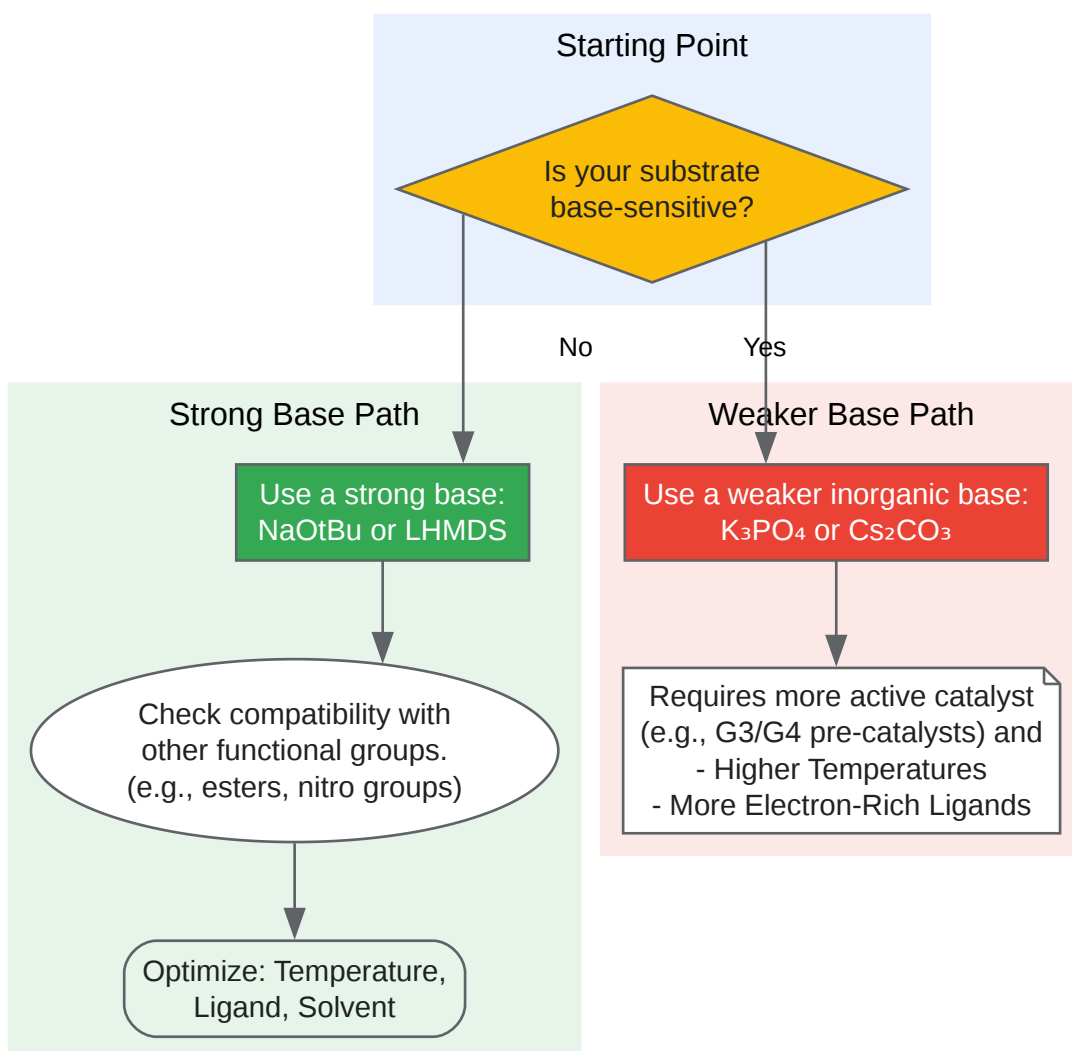 Starting Point
Is your substrate
base-sensitive?
No
Yes
Strong Base Path
Use a strong base:
NaOtBu or LHMDS
Check compatibility with
other functional groups.
(e.g., esters, nitro groups)
Optimize: Temperature,
Ligand, Solvent
Weaker Base Path
Use a weaker inorganic base:
K₃PO₄ or Cs₂CO₃
Requires more active catalyst
(e.g., G3/G4 pre-catalysts) and
- Higher Temperatures
- More Electron-Rich Ligands